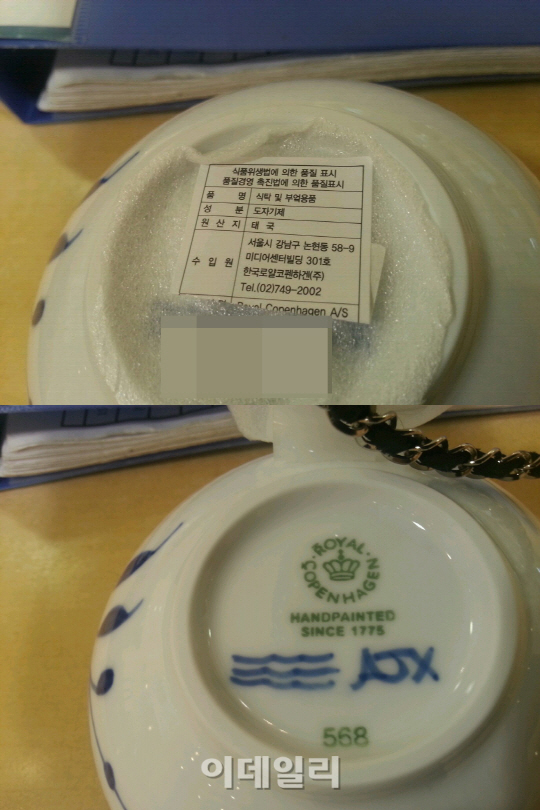 식품위생법에 의한 품질 표시
품질경영 촉진법에 의한 품질표시
품 명 식탁 및 부엌용품
성 분 도자기제
원 산 지 태 국
수 입 원 서울시 강남구 논현동 58-9
미디어센터빌딩 301호
한국로얄코펜하겐(주)
Tel.(02)749-2002
Royal Copenhagen A/S
ROYAL COPENHAGEN
HANDPAINTED
SINCE 1775
568
이데일리